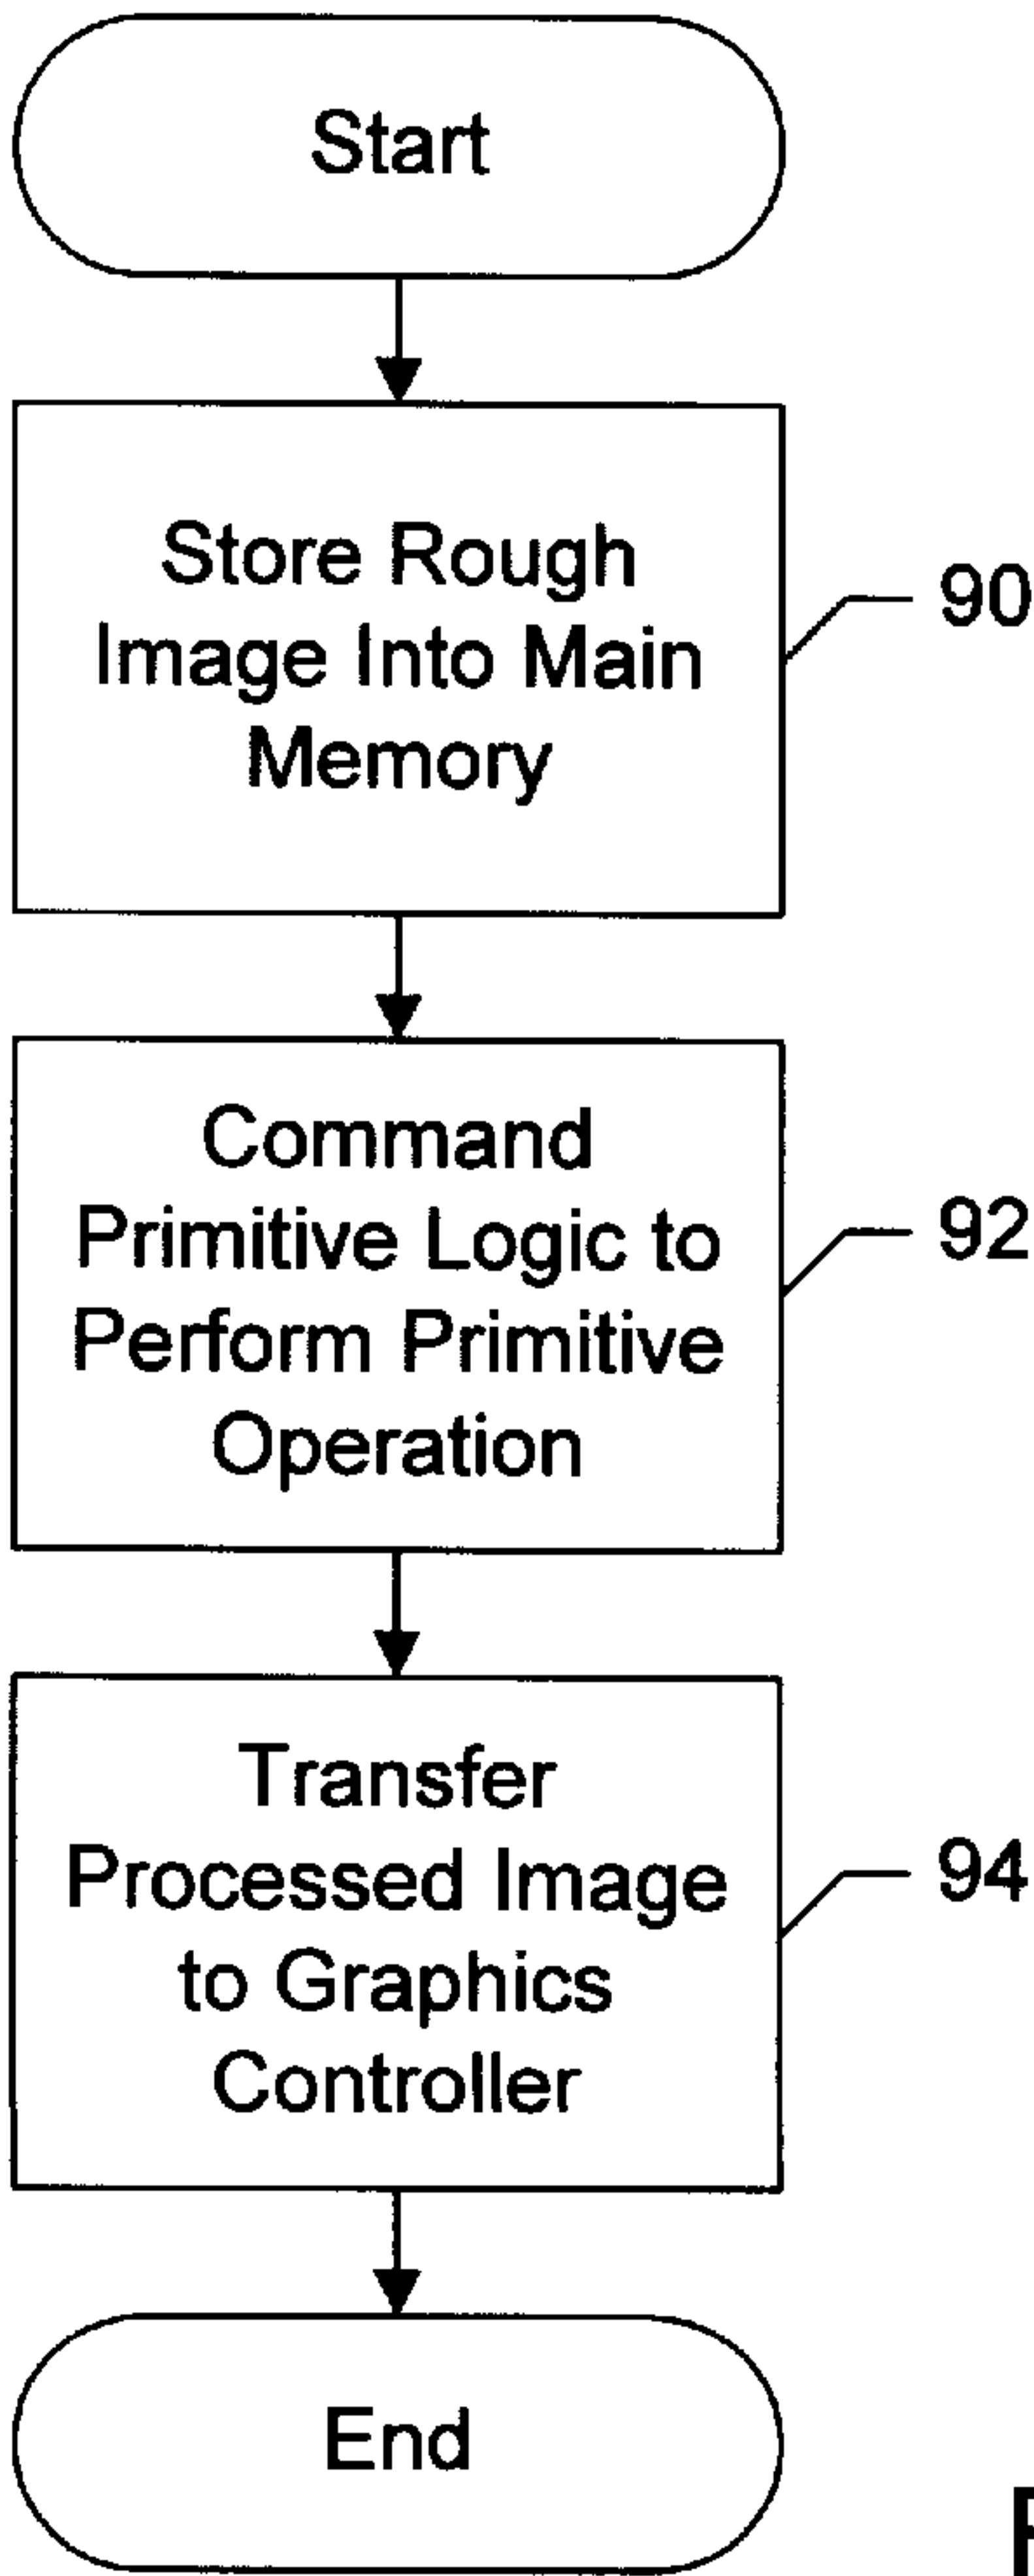 Start
Store Rough
Image Into Main
Memory
90
Command
Primitive Logic to
Perform Primitive
Operation
92
Transfer
Processed Image
to Graphics
Controller
94
End